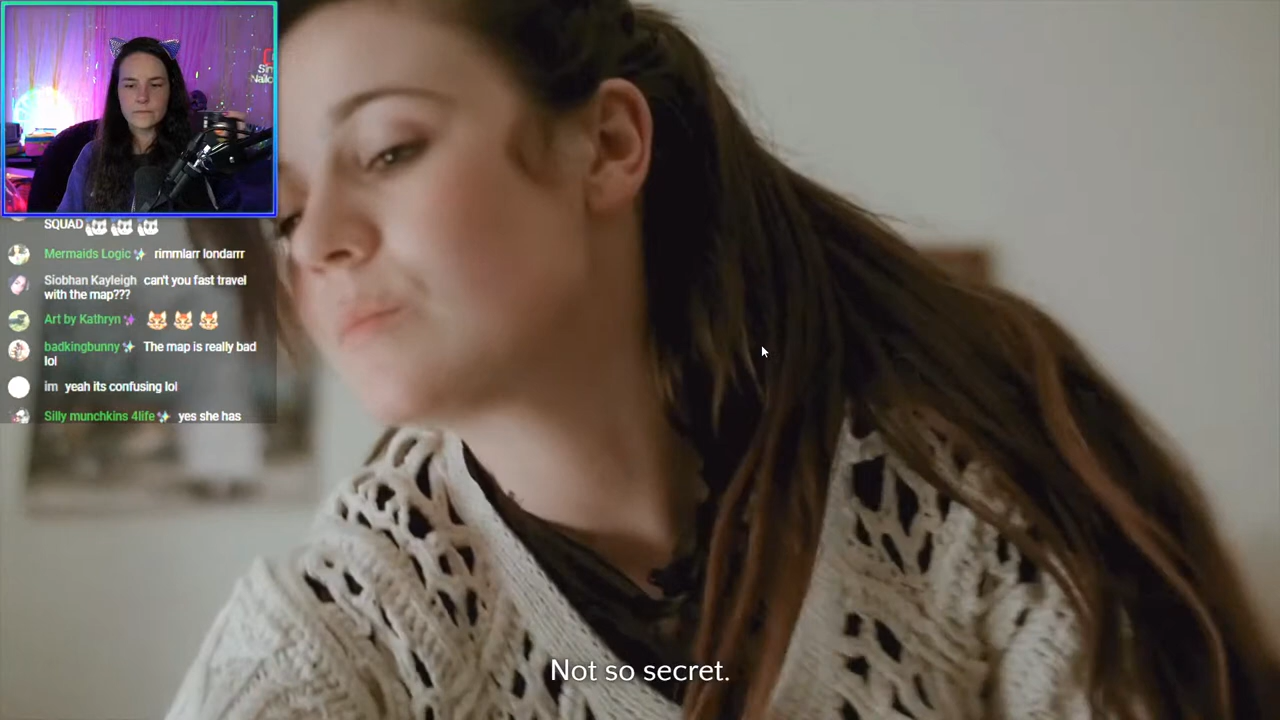 SQUAD
Mermaids Logic rimmlarr londarrr
Siobhan Kayleigh can't you fast travel
with the map???
Art by Kathryn
badkingbunny The map is really bad
lol
im yeah its confusing lol
Silly munchkins 4life yes she has
Not so secret.